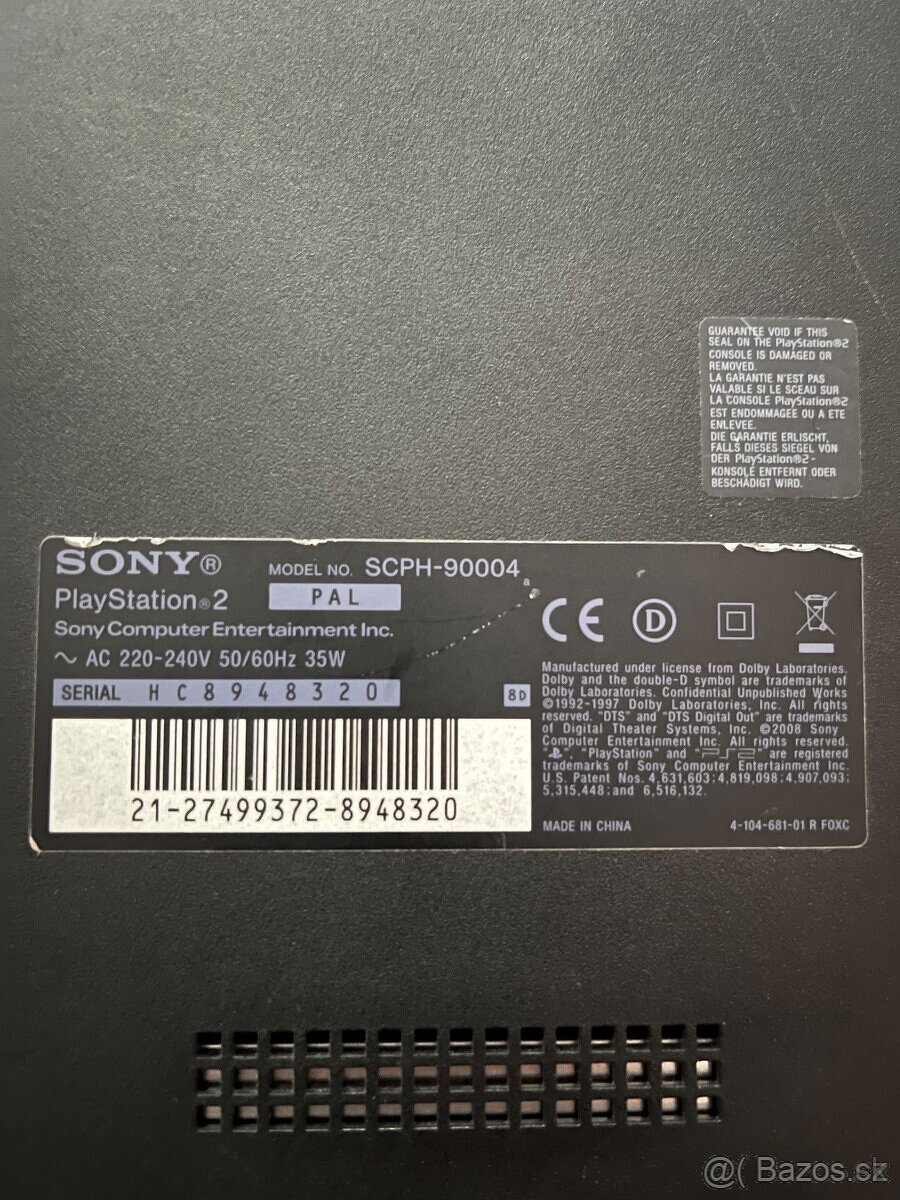 GUARANTEE VOID IF THIS
SEAL ON THE PlayStation®2
CONSOLE IS DAMAGED OR
REMOVED.
LA GARANTIE N'EST PAS
VALABLE SI LE SCEAU SUR
LA CONSOLE PlayStation®2
EST ENDOMMAGEE OU A ETE
ENLEVEE.
DIE GARANTIE ERLISCHT,
FALLS DIESES SIEGEL VON
DER PlayStation®2-
KONSOLE ENTFERNT ODER
BESCHÄDIGT WIRD.
SONY®
MODEL NO. SCPH-90004
a
PlayStation®2
PAL
Sony Computer Entertainment Inc.
~ AC 220-240V 50/60Hz 35W
SERIAL HC8948320
8D
21-27499372-8948320
CE D
Manufactured under license from Dolby Laboratories.
Dolby and the double-D symbol are trademarks of
Dolby Laboratories. Confidential Unpublished Works
©1992-1997 Dolby Laboratories, Inc. All rights
reserved. "DTS" and "DTS Digital Out" are trademarks
of Digital Theater Systems, Inc. ©2008 Sony
Computer Entertainment Inc. All rights reserved.
" ", "PlayStation" and "PS2" are registered
trademarks of Sony Computer Entertainment Inc.
U.S. Patent Nos. 4,631,603; 4,819,098; 4,907,093;
5,315,448; and 6,516,132.
MADE IN CHINA
4-104-681-01 R FOXC
@( Bazos.sk